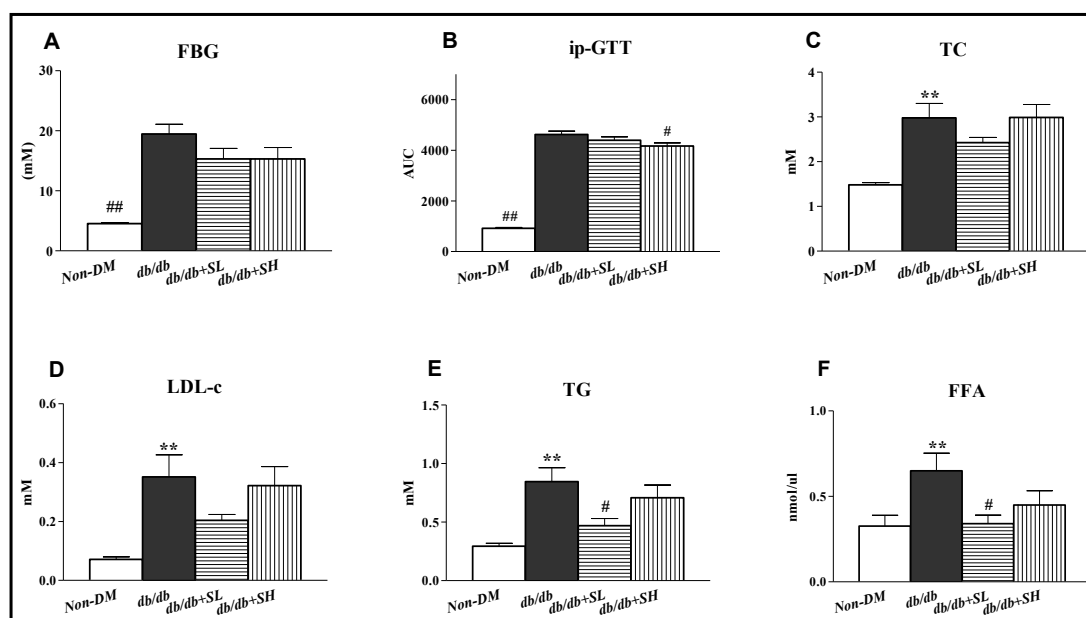 A
FBG
30
20
10
0
(mM)
##
Non-DM
db/db
db/db+SL
db/db+SH
B
ip-GTT
6000
4000
2000
0
AUC
##
#
Non-DM
db/db
db/db+SL
db/db+SH
C
TC
4
3
2
1
0
mM
**
Non-DM
db/db
db/db+SL
db/db+SH
D
LDL-c
0.6
0.4
0.2
0.0
mM
**
Non-DM
db/db
db/db+SL
db/db+SH
E
TG
1.5
1.0
0.5
0.0
mM
**
#
Non-DM
db/db
db/db+SL
db/db+SH
F
FFA
1.0
0.5
0.0
nmol/ul
**
#
Non-DM
db/db
db/db+SL
db/db+SH